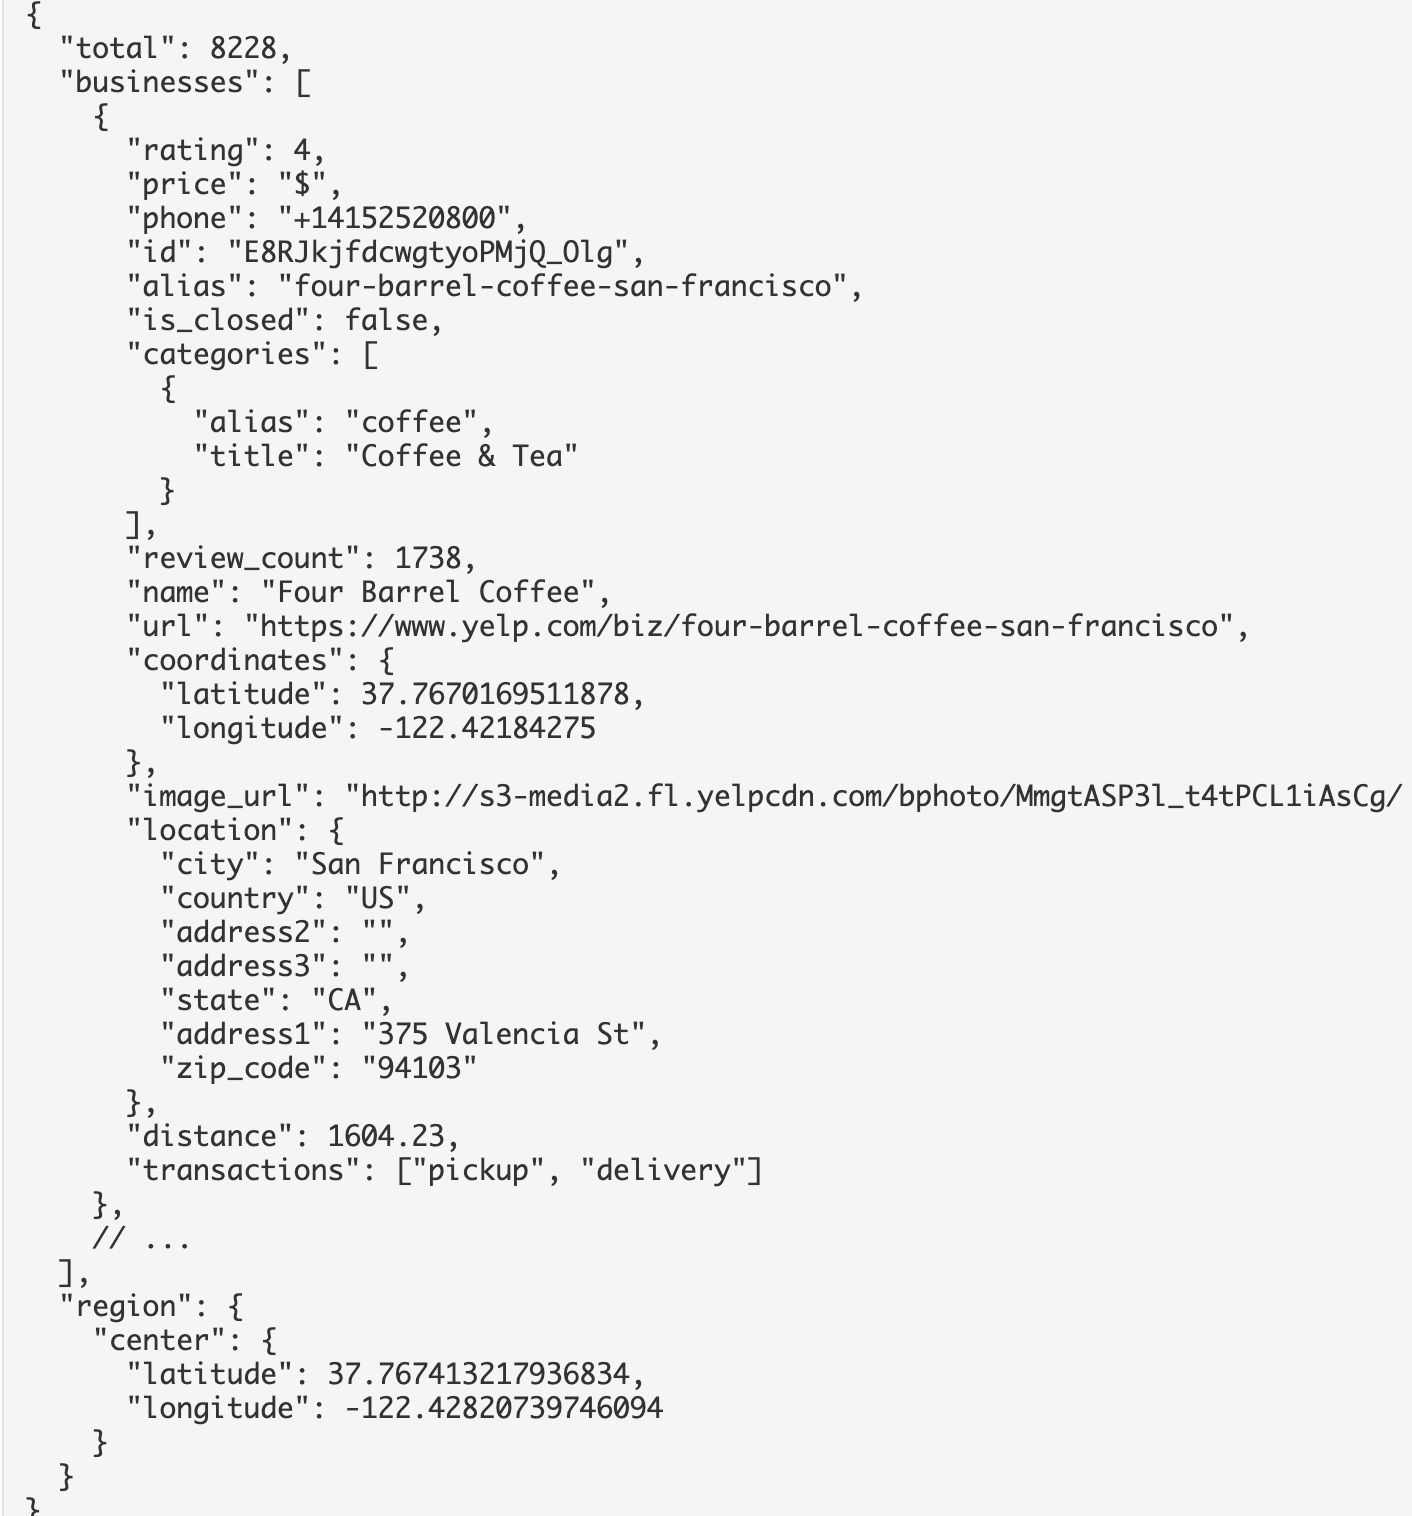 {
  "total": 8228,
  "businesses": [
    {
      "rating": 4,
      "price": "$",
      "phone": "+14152520800",
      "id": "E8RJkjfdcwgtyoPMjQ_Olg",
      "alias": "four-barrel-coffee-san-francisco",
      "is_closed": false,
      "categories": [
        {
          "alias": "coffee",
          "title": "Coffee & Tea"
        }
      ],
      "review_count": 1738,
      "name": "Four Barrel Coffee",
      "url": "https://www.yelp.com/biz/four-barrel-coffee-san-francisco",
      "coordinates": {
        "latitude": 37.7670169511878,
        "longitude": -122.42184275
      },
      "image_url": "http://s3-media2.fl.yelpcdn.com/bphoto/MmgtASP3l_t4tPCL1iAsCg/
      "location": {
        "city": "San Francisco",
        "country": "US",
        "address2": "",
        "address3": "",
        "state": "CA",
        "address1": "375 Valencia St",
        "zip_code": "94103"
      },
      "distance": 1604.23,
      "transactions": ["pickup", "delivery"]
    },
    // ...
  ],
  "region": {
    "center": {
      "latitude": 37.767413217936834,
      "longitude": -122.42820739746094
    }
  }
}